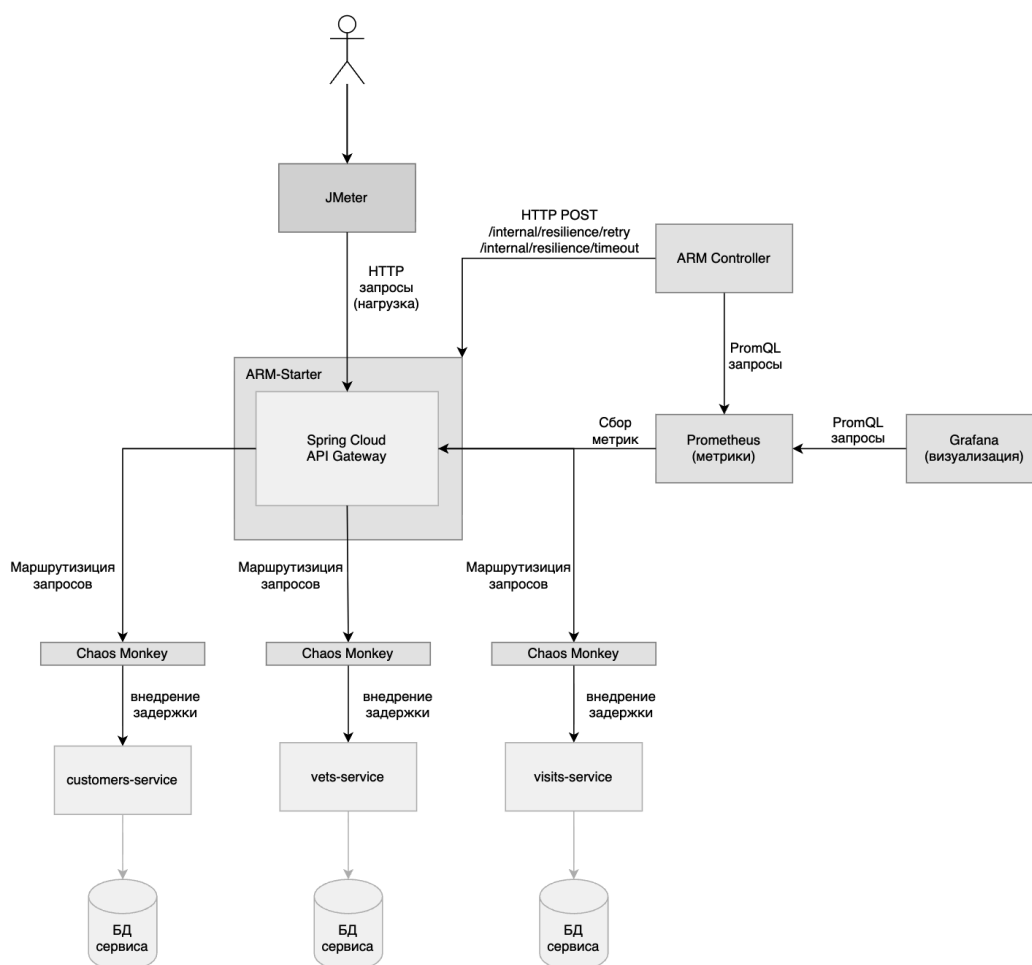 JMeter
HTTP POST
/internal/resilience/retry
/internal/resilience/timeout
ARM Controller
HTTP
запросы
(нагрузка)
PromQL
запросы
ARM-Starter
Spring Cloud
API Gateway
Сбор
метрик
Prometheus
(метрики)
PromQL
запросы
Grafana
(визуализация)
Маршрутизиция
запросов
Маршрутизиция
запросов
Маршрутизиция
запросов
Chaos Monkey
Chaos Monkey
Chaos Monkey
внедрение
задержки
внедрение
задержки
внедрение
задержки
customers-service
vets-service
visits-service
БД
сервиса
БД
сервиса
БД
сервиса